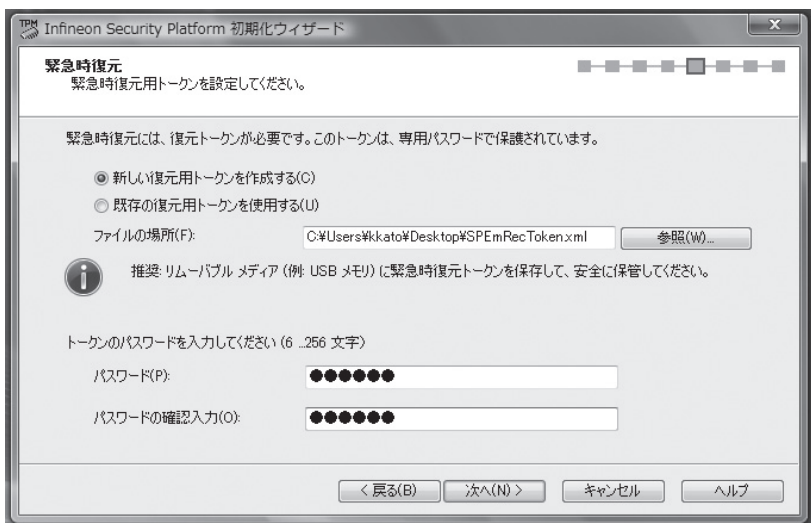 TPM Infineon Security Platform 初期化ウィザード
緊急時復元
緊急時復元用トークンを設定してください。
緊急時復元には、復元トークンが必要です。このトークンは、専用パスワードで保護されています。
新しい復元用トークンを作成する(C)
既存の復元用トークンを使用する(U)
ファイルの場所(F): C:¥Users¥kkato¥Desktop¥SPEmRecToken.xml 参照(W)...
推奨: リムーバブル メディア (例: USB メモリ) に緊急時復元トークンを保存して、安全に保管してください。
トークンのパスワードを入力してください (6 ...256 文字)
パスワード(P): ●●●●●●
パスワードの確認入力(O): ●●●●●●
< 戻る(B) 次へ(N) > キャンセル ヘルプ